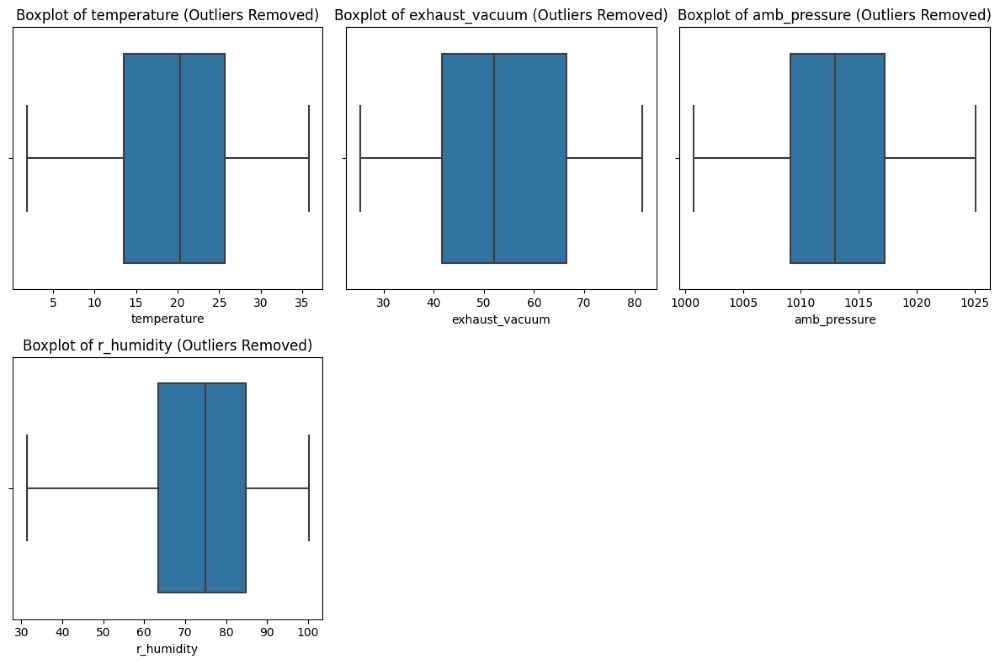 Boxplot of temperature (Outliers Removed)
Boxplot of exhaust_vacuum (Outliers Removed)
Boxplot of amb_pressure (Outliers Removed)
5 10 15 20 25 30 35
30 40 50 60 70 80
1000 1005 1010 1015 1020 1025
temperature
exhaust_vacuum
amb_pressure
Boxplot of r_humidity (Outliers Removed)
30 40 50 60 70 80 90 100
r_humidity